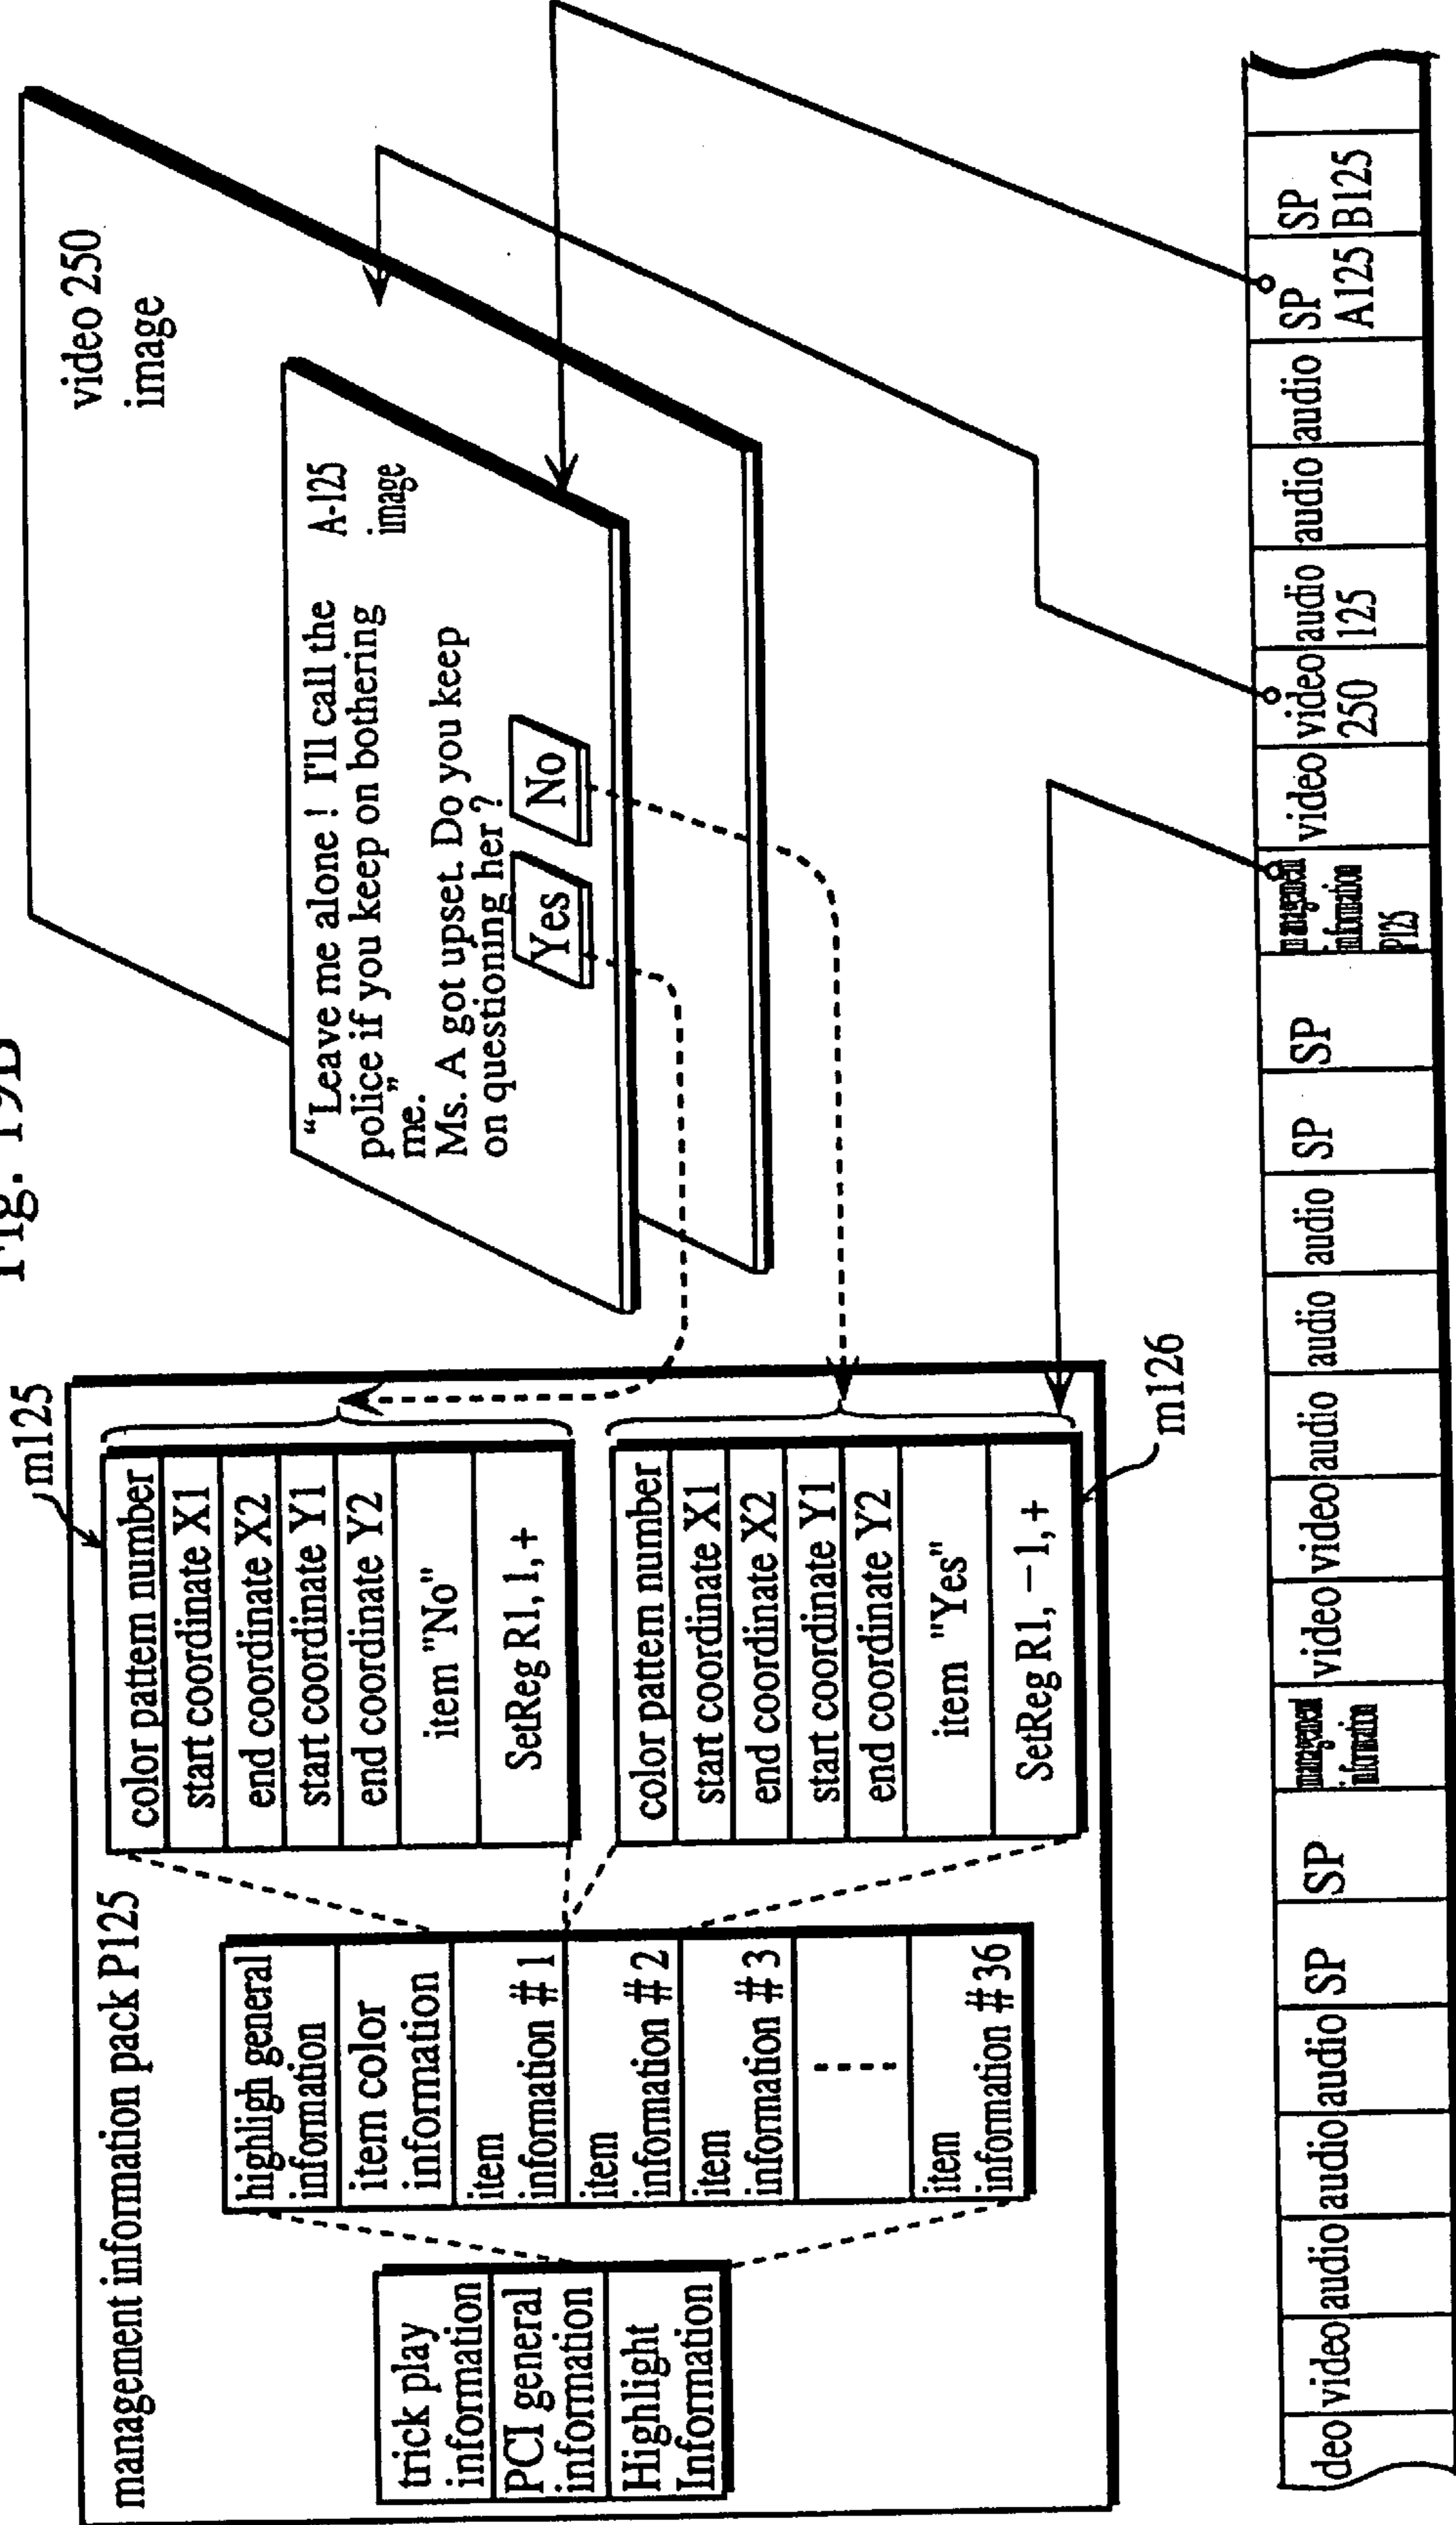 Fig. 19B
management information pack P125
trick play
information
PCI general
information
Highlight
Information
highligh general
information
item color
information
item
information # 1
item
information # 2
item
information # 3
item
information # 36
m125
color pattern number
start coordinate X1
end coordinate X2
start coordinate Y1
end coordinate Y2
item "No"
SetReg R1, 1, +
color pattern number
start coordinate X1
end coordinate X2
start coordinate Y1
end coordinate Y2
item "Yes"
SetReg R1, −1, +
m126
video 250
image
A-125
image
“Leave me alone ! I'll call the
police if you keep on bothering
me.”
Ms. A got upset. Do you keep
on questioning her ?
Yes
No
deo
video
audio
audio
audio
SP
SP
management
information
video
video
audio
audio
audio
SP
SP
management
information
P125
video
video
250
audio
125
audio
audio
SP
A125
SP
B125